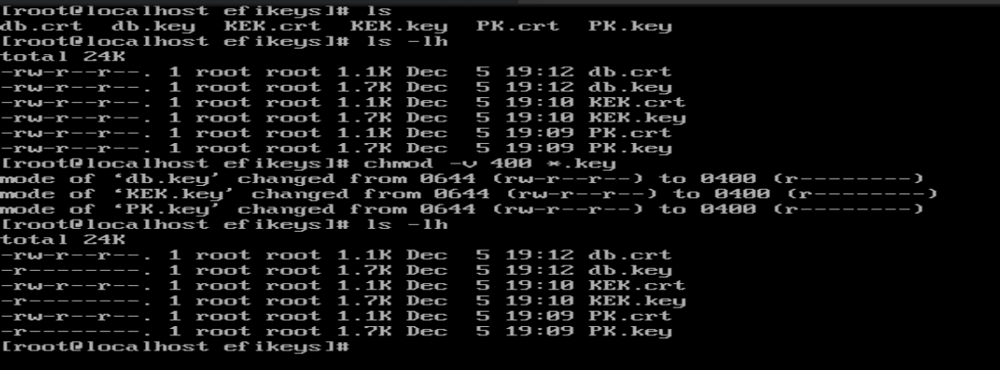 [root@localhost efikeys]# ls
db.crt  db.key  KEK.crt  KEK.key  PK.crt  PK.key
[root@localhost efikeys]# ls -lh
total 24K
-rw-r--r--. 1 root root 1.1K Dec  5 19:12 db.crt
-rw-r--r--. 1 root root 1.7K Dec  5 19:12 db.key
-rw-r--r--. 1 root root 1.1K Dec  5 19:10 KEK.crt
-rw-r--r--. 1 root root 1.7K Dec  5 19:10 KEK.key
-rw-r--r--. 1 root root 1.1K Dec  5 19:09 PK.crt
-rw-r--r--. 1 root root 1.7K Dec  5 19:09 PK.key
[root@localhost efikeys]# chmod -v 400 *.key
mode of ‘db.key’ changed from 0644 (rw-r--r--) to 0400 (r--------)
mode of ‘KEK.key’ changed from 0644 (rw-r--r--) to 0400 (r--------)
mode of ‘PK.key’ changed from 0644 (rw-r--r--) to 0400 (r--------)
[root@localhost efikeys]# ls -lh
total 24K
-rw-r--r--. 1 root root 1.1K Dec  5 19:12 db.crt
-r--------. 1 root root 1.7K Dec  5 19:12 db.key
-rw-r--r--. 1 root root 1.1K Dec  5 19:10 KEK.crt
-r--------. 1 root root 1.7K Dec  5 19:10 KEK.key
-rw-r--r--. 1 root root 1.1K Dec  5 19:09 PK.crt
-r--------. 1 root root 1.7K Dec  5 19:09 PK.key
[root@localhost efikeys]#